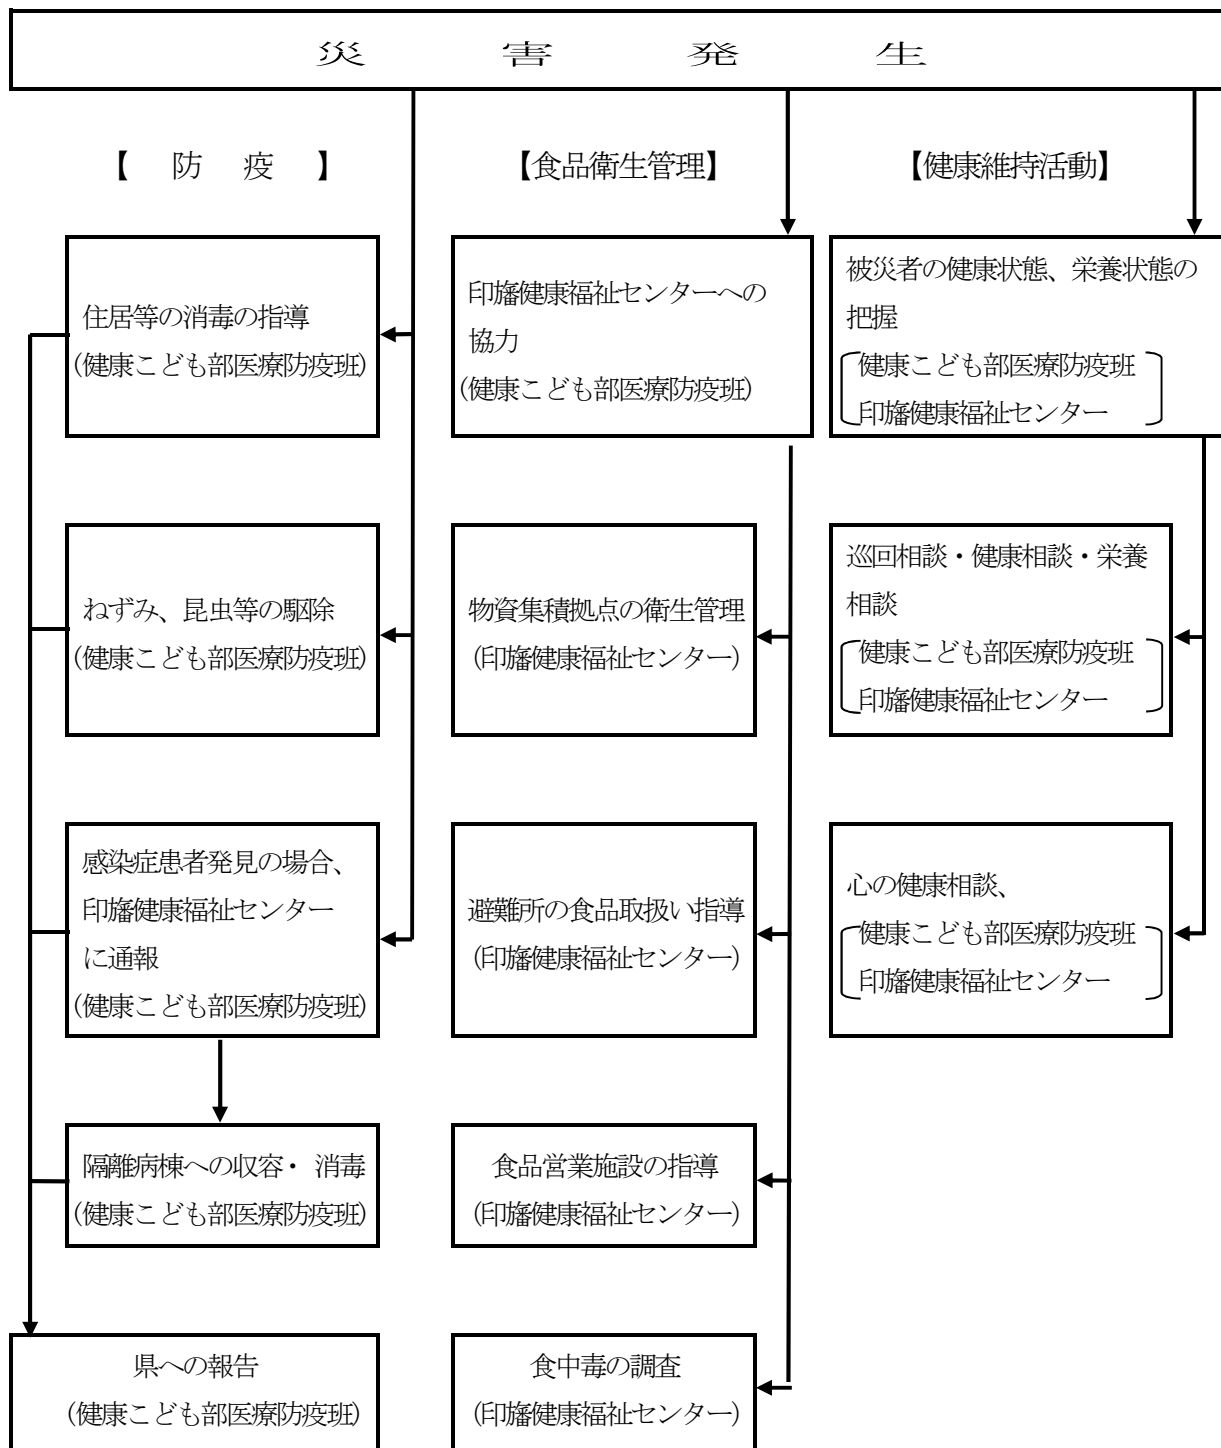 災害発生
【防疫】
住居等の消毒の指導
(健康こども部医療防疫班)
ねずみ、昆虫等の駆除
(健康こども部医療防疫班)
感染症患者発見の場合、
印旛健康福祉センター
に通報
(健康こども部医療防疫班)
隔離病棟への収容・ 消毒
(健康こども部医療防疫班)
県への報告
(健康こども部医療防疫班)
【食品衛生管理】
印旛健康福祉センターへの
協力
(健康こども部医療防疫班)
物資集積拠点の衛生管理
(印旛健康福祉センター)
避難所の食品取扱い指導
(印旛健康福祉センター)
食品営業施設の指導
(印旛健康福祉センター)
食中毒の調査
(印旛健康福祉センター)
【健康維持活動】
被災者の健康状態、栄養状態の
把握
健康こども部医療防疫班
印旛健康福祉センター
巡回相談・健康相談・栄養
相談
健康こども部医療防疫班
印旛健康福祉センター
心の健康相談、
健康こども部医療防疫班
印旛健康福祉センター